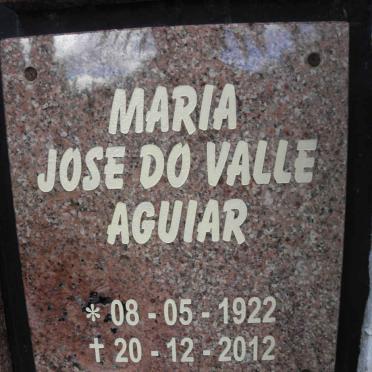 MARIA
JOSE DO VALLE
AGUIAR
* 08 - 05 - 1922
✝ 20 - 12 - 2012